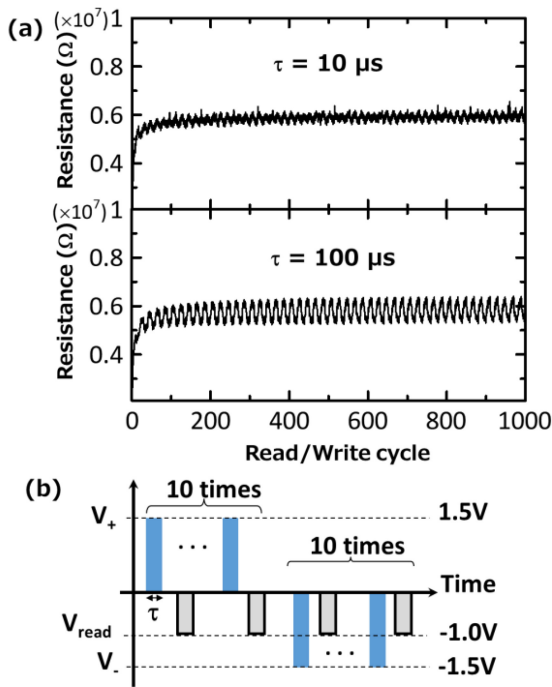 (a)
(×10⁷)
1
0.8
0.6
0.4
Resistance (Ω)
τ = 10 μs
(×10⁷)
1
0.8
0.6
0.4
Resistance (Ω)
τ = 100 μs
0 200 400 600 800 1000
Read/Write cycle
(b)
10 times
V₊
1.5V
. . .
10 times
Time
τ
V_read
-1.0V
. . .
V₋
-1.5V